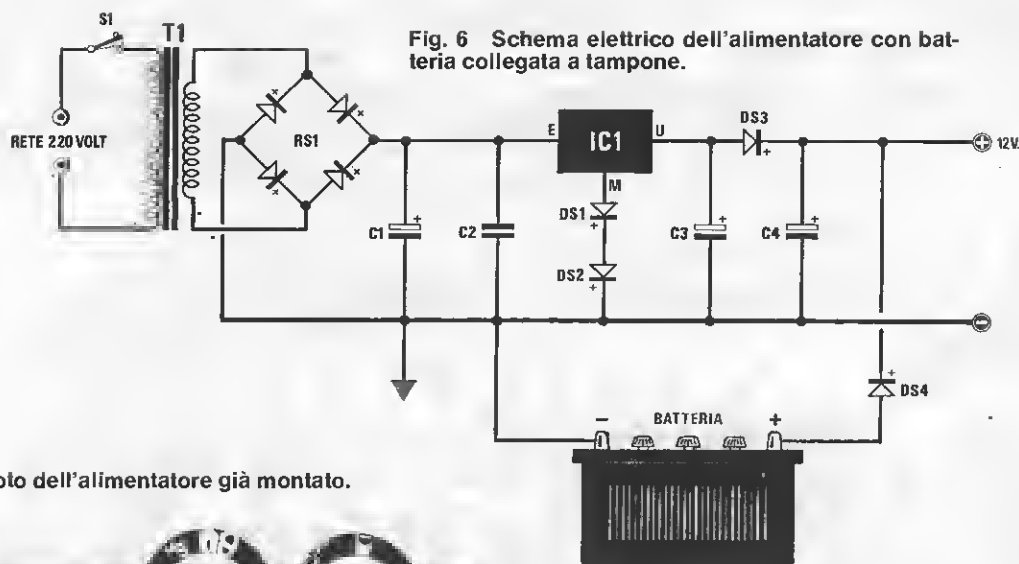 S1
T1
Fig. 6 Schema elettrico dell'alimentatore con bat-
teria collegata a tampone.
RETE 220 VOLT
RS1
E
IC1
U
M
DS3
+
12V.
DS1
+
DS2
+
C1
+
C2
C3
+
C4
+
DS4
+
−
BATTERIA
+
oto dell'alimentatore già montato.